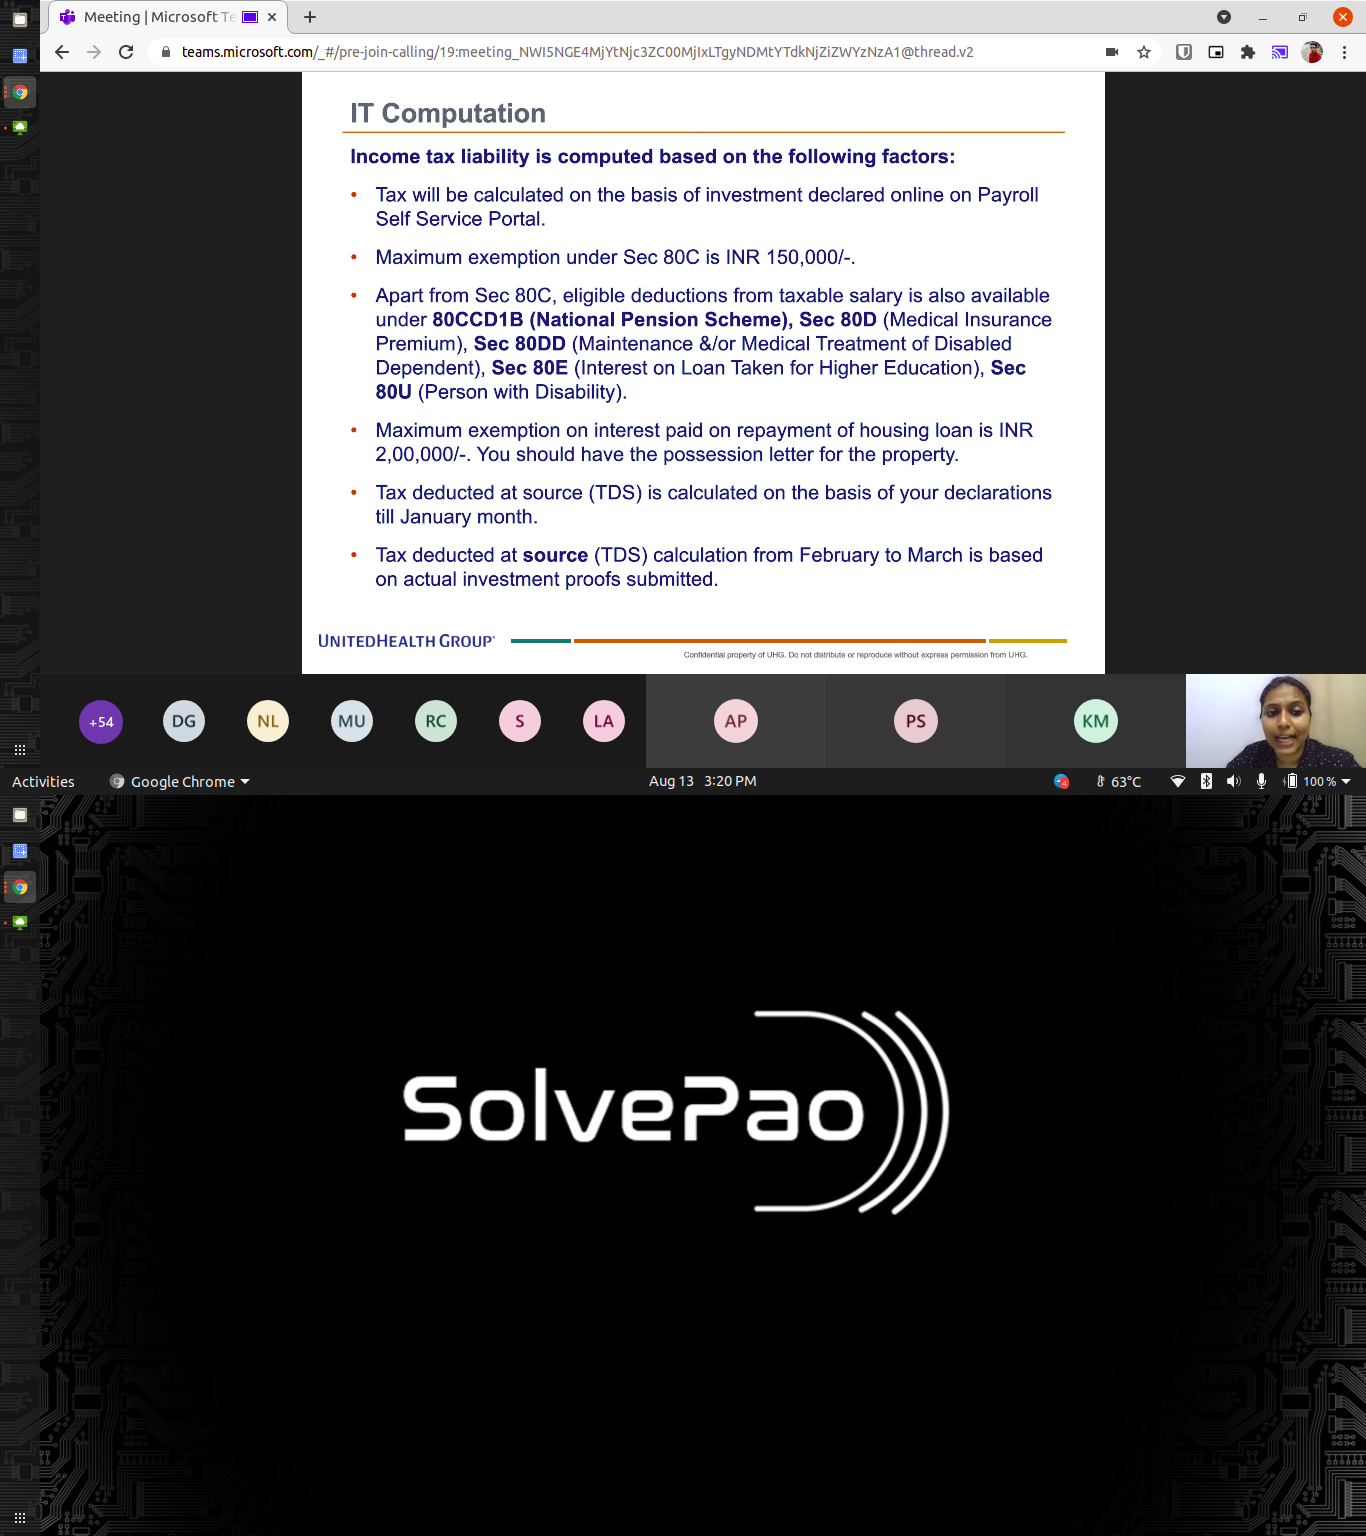 Meeting | Microsoft Te
teams.microsoft.com/_#/pre-join-calling/19:meeting_NWI5NGE4MjYtNjc3ZC00MjIxLTgyNDMtYTdkNjZiZWYzNzA1@thread.v2
IT Computation
Income tax liability is computed based on the following factors:
• Tax will be calculated on the basis of investment declared online on Payroll
Self Service Portal.
• Maximum exemption under Sec 80C is INR 150,000/-.
• Apart from Sec 80C, eligible deductions from taxable salary is also available
under 80CCD1B (National Pension Scheme), Sec 80D (Medical Insurance
Premium), Sec 80DD (Maintenance &/or Medical Treatment of Disabled
Dependent), Sec 80E (Interest on Loan Taken for Higher Education), Sec
80U (Person with Disability).
• Maximum exemption on interest paid on repayment of housing loan is INR
2,00,000/-. You should have the possession letter for the property.
• Tax deducted at source (TDS) is calculated on the basis of your declarations
till January month.
• Tax deducted at source (TDS) calculation from February to March is based
on actual investment proofs submitted.
UNITEDHEALTH GROUP
Confidential property of UHG. Do not distribute or reproduce without express permission from UHG.
+54 DG NL MU RC S LA AP PS KM
Activities Google Chrome Aug 13 3:20 PM 4 63°C 100 %
SolvePao